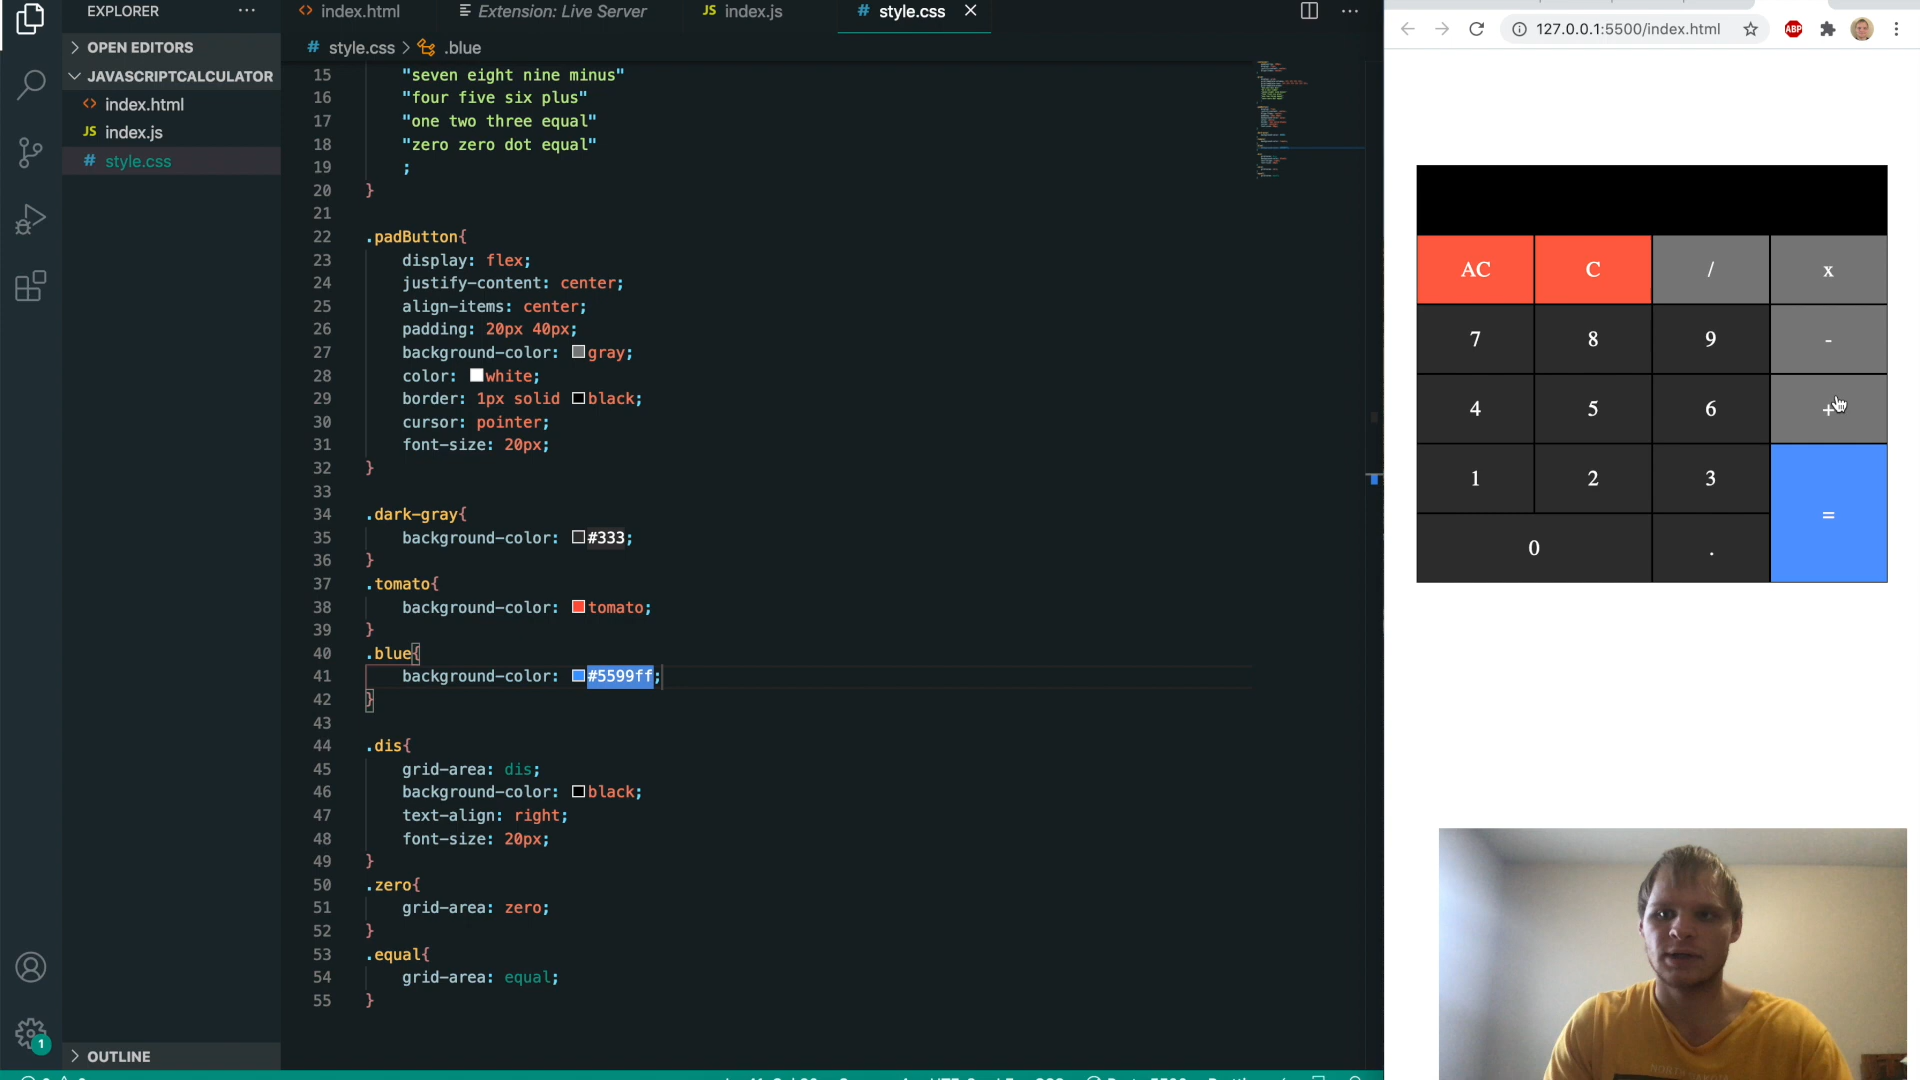 EXPLORER
index.html
Extension: Live Server
JS index.js
# style.css
127.0.0.1:5500/index.html
ABP
OPEN EDITORS
# style.css > .blue
JAVASCRIPTCALCULATOR
index.html
JS index.js
# style.css
15 "seven eight nine minus"
16 "four five six plus"
17 "one two three equal"
18 "zero zero dot equal"
19 ;
20 }
21
22 .padButton{
23 display: flex;
24 justify-content: center;
25 align-items: center;
26 padding: 20px 40px;
27 background-color: gray;
28 color: white;
29 border: 1px solid black;
30 cursor: pointer;
31 font-size: 20px;
32 }
33
34 .dark-gray{
35 background-color: #333;
36 }
37 .tomato{
38 background-color: tomato;
39 }
40 .blue{
41 background-color: #5599ff;
42 }
43
44 .dis{
45 grid-area: dis;
46 background-color: black;
47 text-align: right;
48 font-size: 20px;
49 }
50 .zero{
51 grid-area: zero;
52 }
53 .equal{
54 grid-area: equal;
55 }
AC C / x
7 8 9 -
4 5 6 +
1 2 3 =
0 .
1
OUTLINE